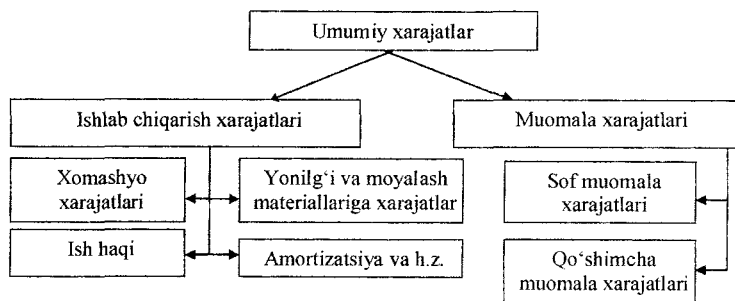 Umumiy xarajatlar
Ishlab chiqarish xarajatlari
Muomala xarajatlari
Xomashyo
xarajatlari
Yonilg‘i va moyalash
materiallariga xarajatlar
Sof muomala
xarajatlari
Ish haqi
Amortizatsiya va h.z.
Qo‘shimcha
muomala xarajatlari